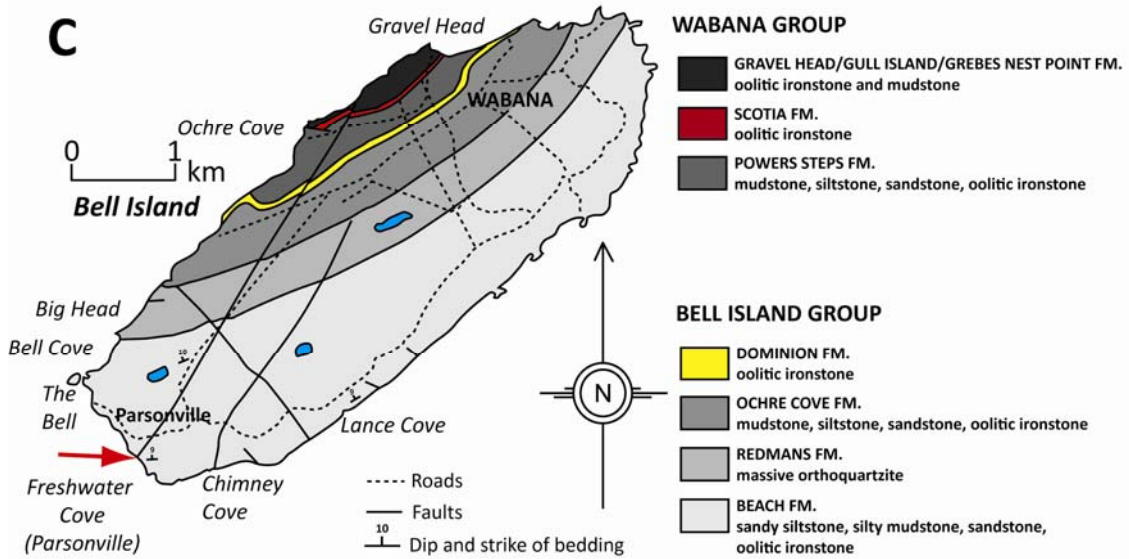 C
Gravel Head
WABANA
Ochre Cove
0 1
km
Bell Island
Big Head
Bell Cove
10
The
Bell
Parsonville
9
Lance Cove
Freshwater
Cove
(Parsonville)
Chimney
Cove
Roads
Faults
10
Dip and strike of bedding
N
WABANA GROUP
GRAVEL HEAD/GULL ISLAND/GREBES NEST POINT FM.
oolitic ironstone and mudstone
SCOTIA FM.
oolitic ironstone
POWERS STEPS FM.
mudstone, siltstone, sandstone, oolitic ironstone
BELL ISLAND GROUP
DOMINION FM.
oolitic ironstone
OCHRE COVE FM.
mudstone, siltstone, sandstone, oolitic ironstone
REDMANS FM.
massive orthoquartzite
BEACH FM.
sandy siltstone, silty mudstone, sandstone,
oolitic ironstone